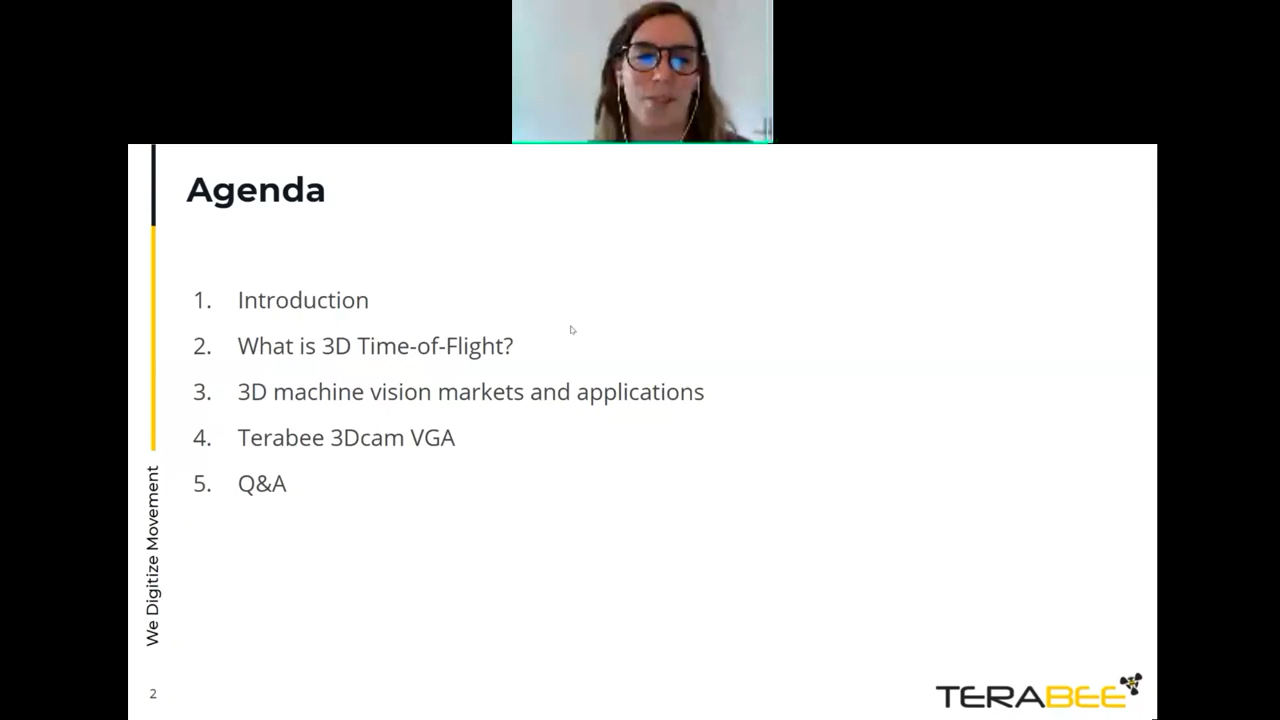 Agenda
1. Introduction
2. What is 3D Time-of-Flight?
3. 3D machine vision markets and applications
4. Terabee 3Dcam VGA
5. Q&A
We Digitize Movement
2
TERABEE